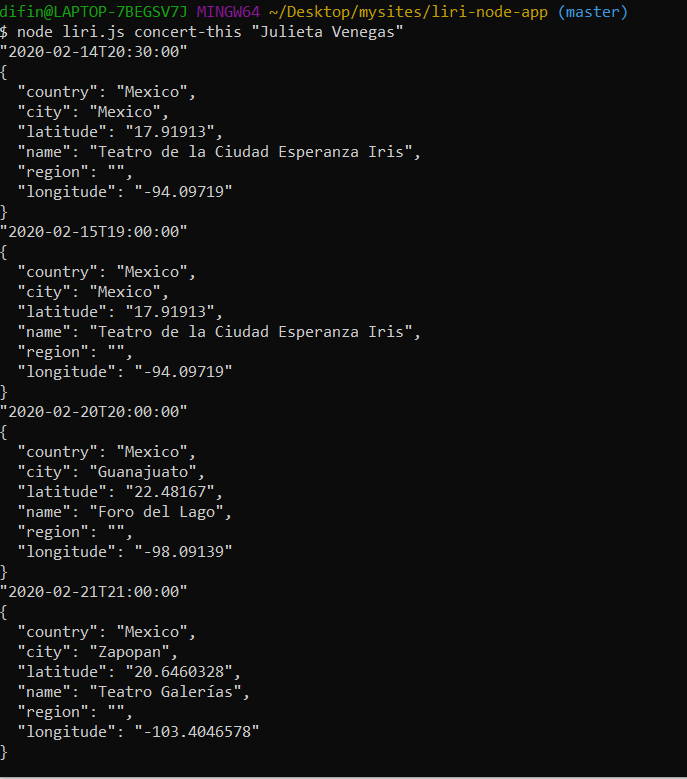 difin@LAPTOP-7BEGSV7J MINGW64 ~/Desktop/mysites/liri-node-app (master)
$ node liri.js concert-this "Julieta Venegas"
"2020-02-14T20:30:00"
{
  "country": "Mexico",
  "city": "Mexico",
  "latitude": "17.91913",
  "name": "Teatro de la Ciudad Esperanza Iris",
  "region": "",
  "longitude": "-94.09719"
}
"2020-02-15T19:00:00"
{
  "country": "Mexico",
  "city": "Mexico",
  "latitude": "17.91913",
  "name": "Teatro de la Ciudad Esperanza Iris",
  "region": "",
  "longitude": "-94.09719"
}
"2020-02-20T20:00:00"
{
  "country": "Mexico",
  "city": "Guanajuato",
  "latitude": "22.48167",
  "name": "Foro del Lago",
  "region": "",
  "longitude": "-98.09139"
}
"2020-02-21T21:00:00"
{
  "country": "Mexico",
  "city": "Zapopan",
  "latitude": "20.6460328",
  "name": "Teatro Galerías",
  "region": "",
  "longitude": "-103.4046578"
}